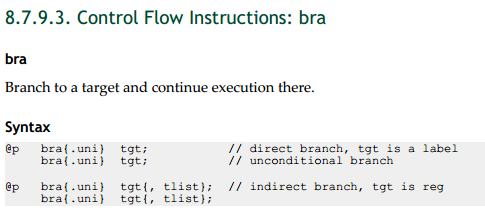 8.7.9.3. Control Flow Instructions: bra
bra
Branch to a target and continue execution there.
Syntax
@p   bra{.uni}  tgt;          // direct branch, tgt is a label
     bra{.uni}  tgt;          // unconditional branch
@p   bra{.uni}  tgt{, tlist};  // indirect branch, tgt is reg
     bra{.uni}  tgt{, tlist};